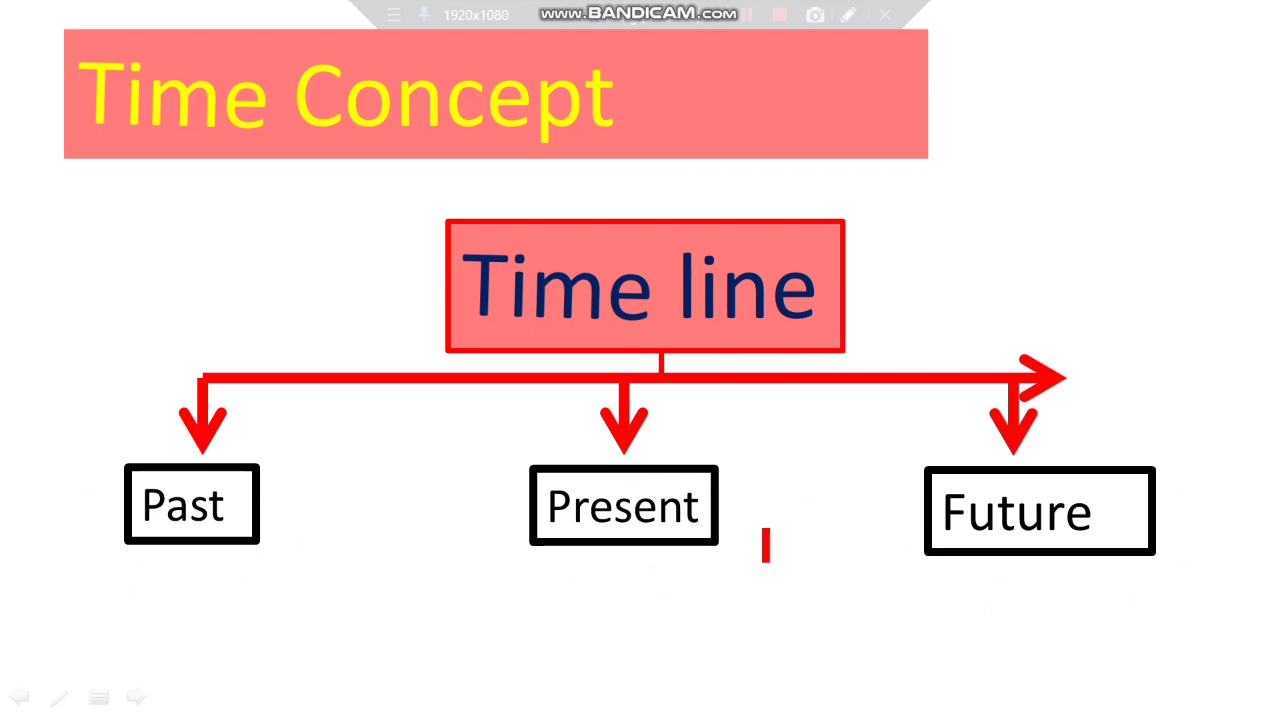 1920x1080
www.BANDICAM.com
Time Concept
Time line
Past
Present
Future